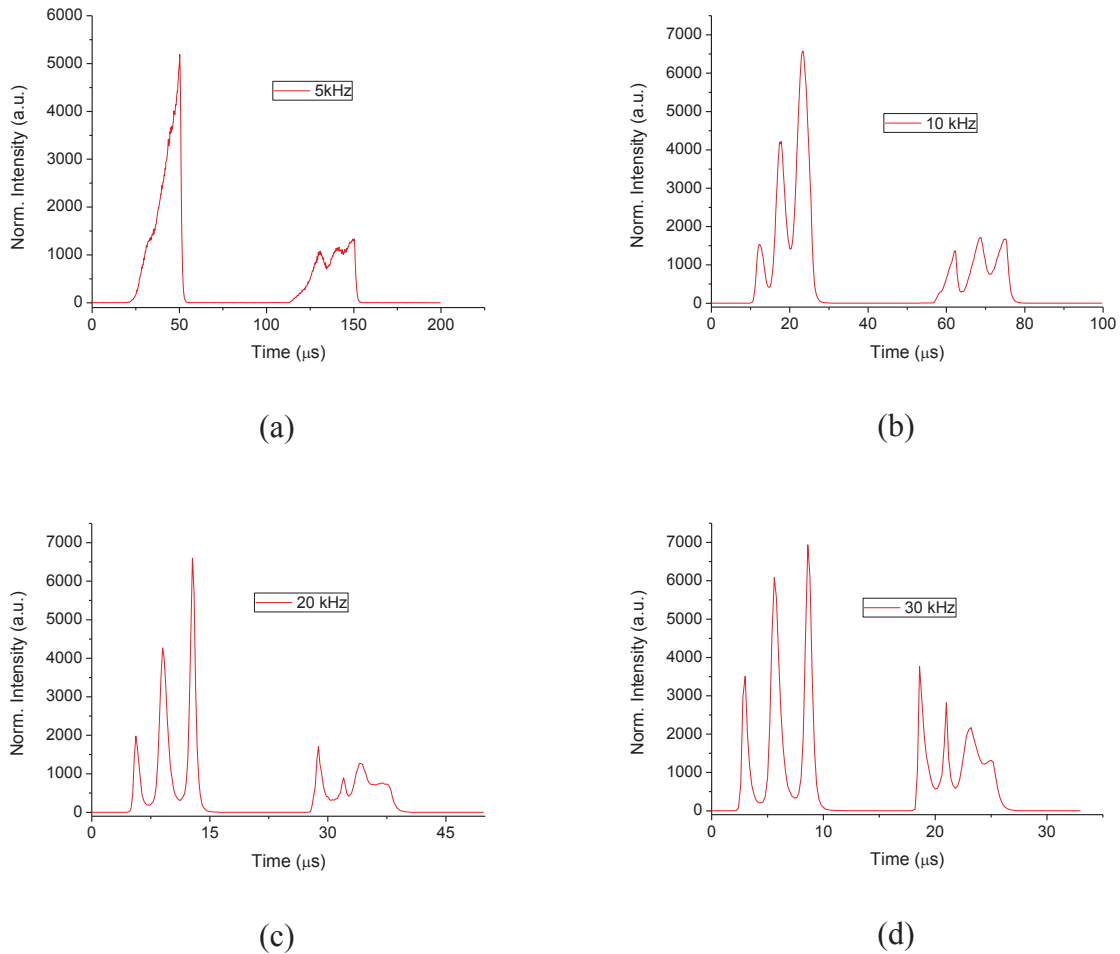 6000
5000
4000
3000
2000
1000
0
Norm. Intensity (a.u.)
5kHz
0 50 100 150 200
Time (μs)
(a)
7000
6000
5000
4000
3000
2000
1000
0
Norm. Intensity (a.u.)
10 kHz
0 20 40 60 80 100
Time (μs)
(b)
7000
6000
5000
4000
3000
2000
1000
0
Norm. Intensity (a.u.)
20 kHz
0 15 30 45
Time (μs)
(c)
7000
6000
5000
4000
3000
2000
1000
0
Norm. Intensity (a.u.)
30 kHz
0 10 20 30
Time (μs)
(d)